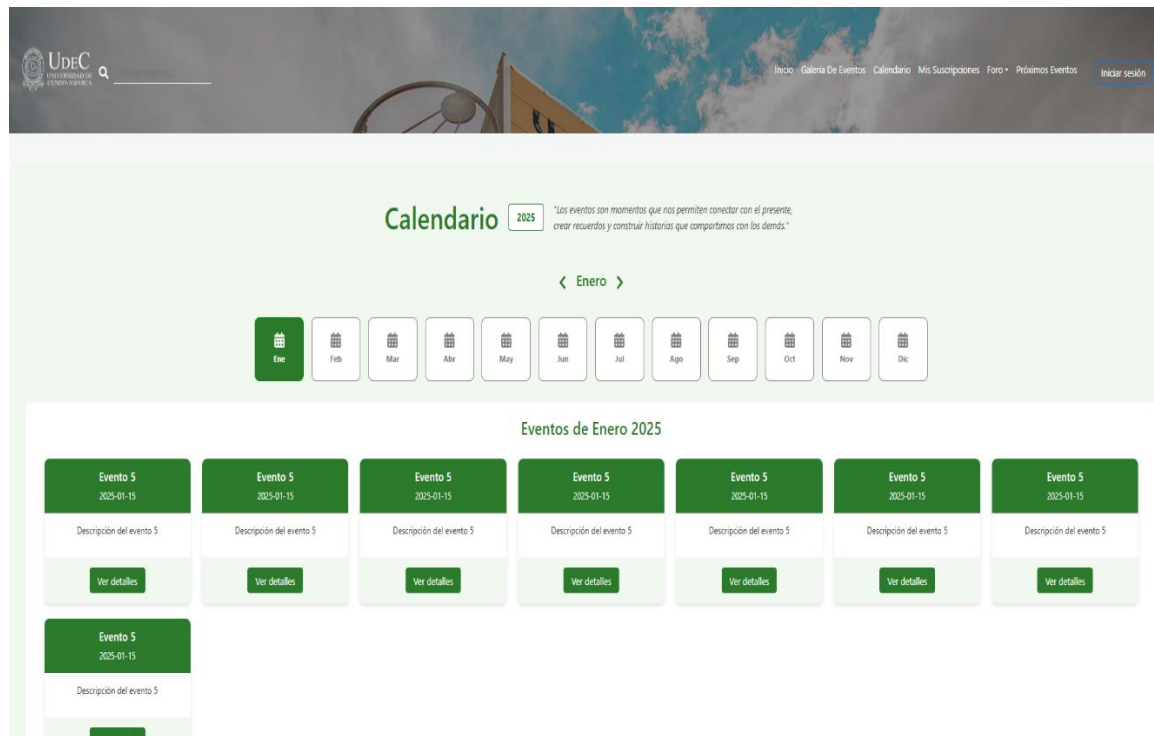 UDEC
UNIVERSIDAD DE
CUNDINAMARCA
Inicio Galeria De Eventos Calendario Mis Suscripciones Foro Próximos Eventos Iniciar sesión
Calendario 2025
"Los eventos son momentos que nos permiten conectar con el presente,
crear recuerdos y construir historias que compartimos con los demás."
Enero
Ene Feb Mar Abr May Jun Jul Ago Sep Oct Nov Dic
Eventos de Enero 2025
Evento 5 Evento 5 Evento 5 Evento 5 Evento 5 Evento 5 Evento 5
2025-01-15 2025-01-15 2025-01-15 2025-01-15 2025-01-15 2025-01-15 2025-01-15
Descripción del evento 5 Descripción del evento 5 Descripción del evento 5 Descripción del evento 5 Descripción del evento 5 Descripción del evento 5 Descripción del evento 5
Ver detalles Ver detalles Ver detalles Ver detalles Ver detalles Ver detalles Ver detalles
Evento 5
2025-01-15
Descripción del evento 5